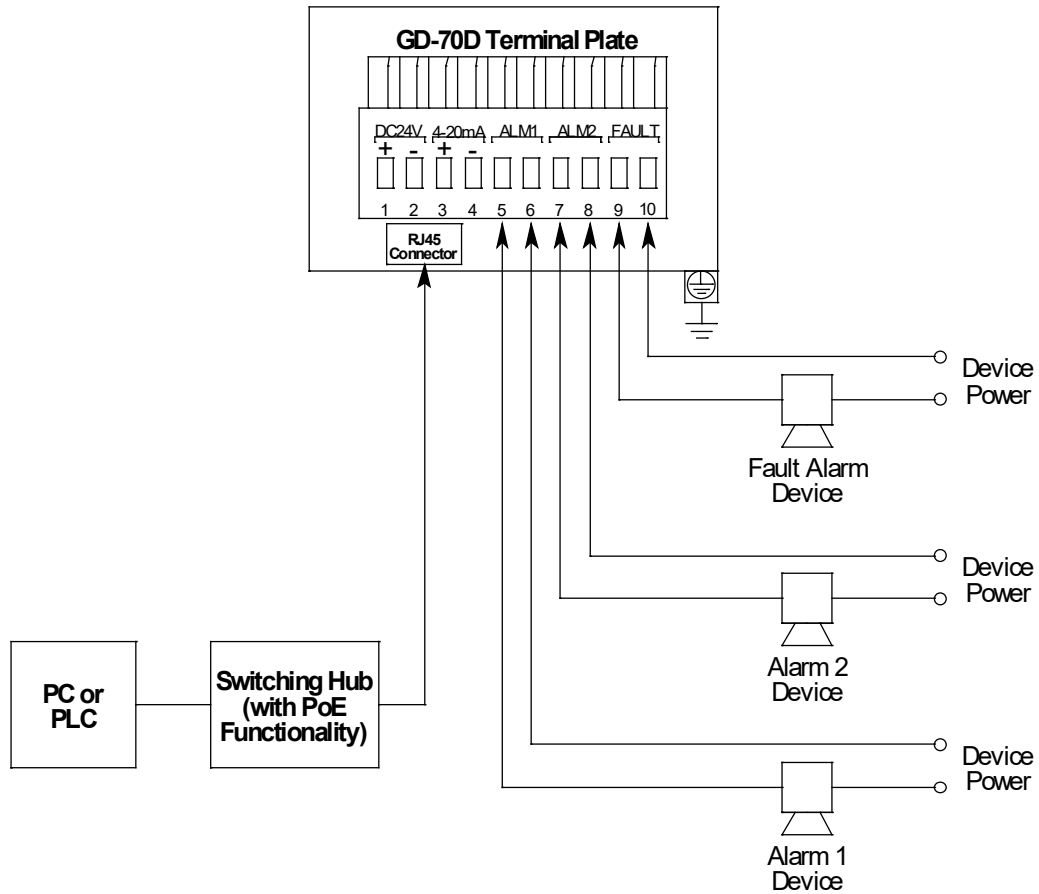 GD-70D Terminal Plate
DC24V 4-20mA ALM1 ALM2 FAULT
+ - + -
1 2 3 4 5 6 7 8 9 10
RJ45
Connector
Device
Power
Fault Alarm
Device
Device
Power
Alarm 2
Device
PC or
PLC
Switching Hub
(with PoE
Functionality)
Device
Power
Alarm 1
Device